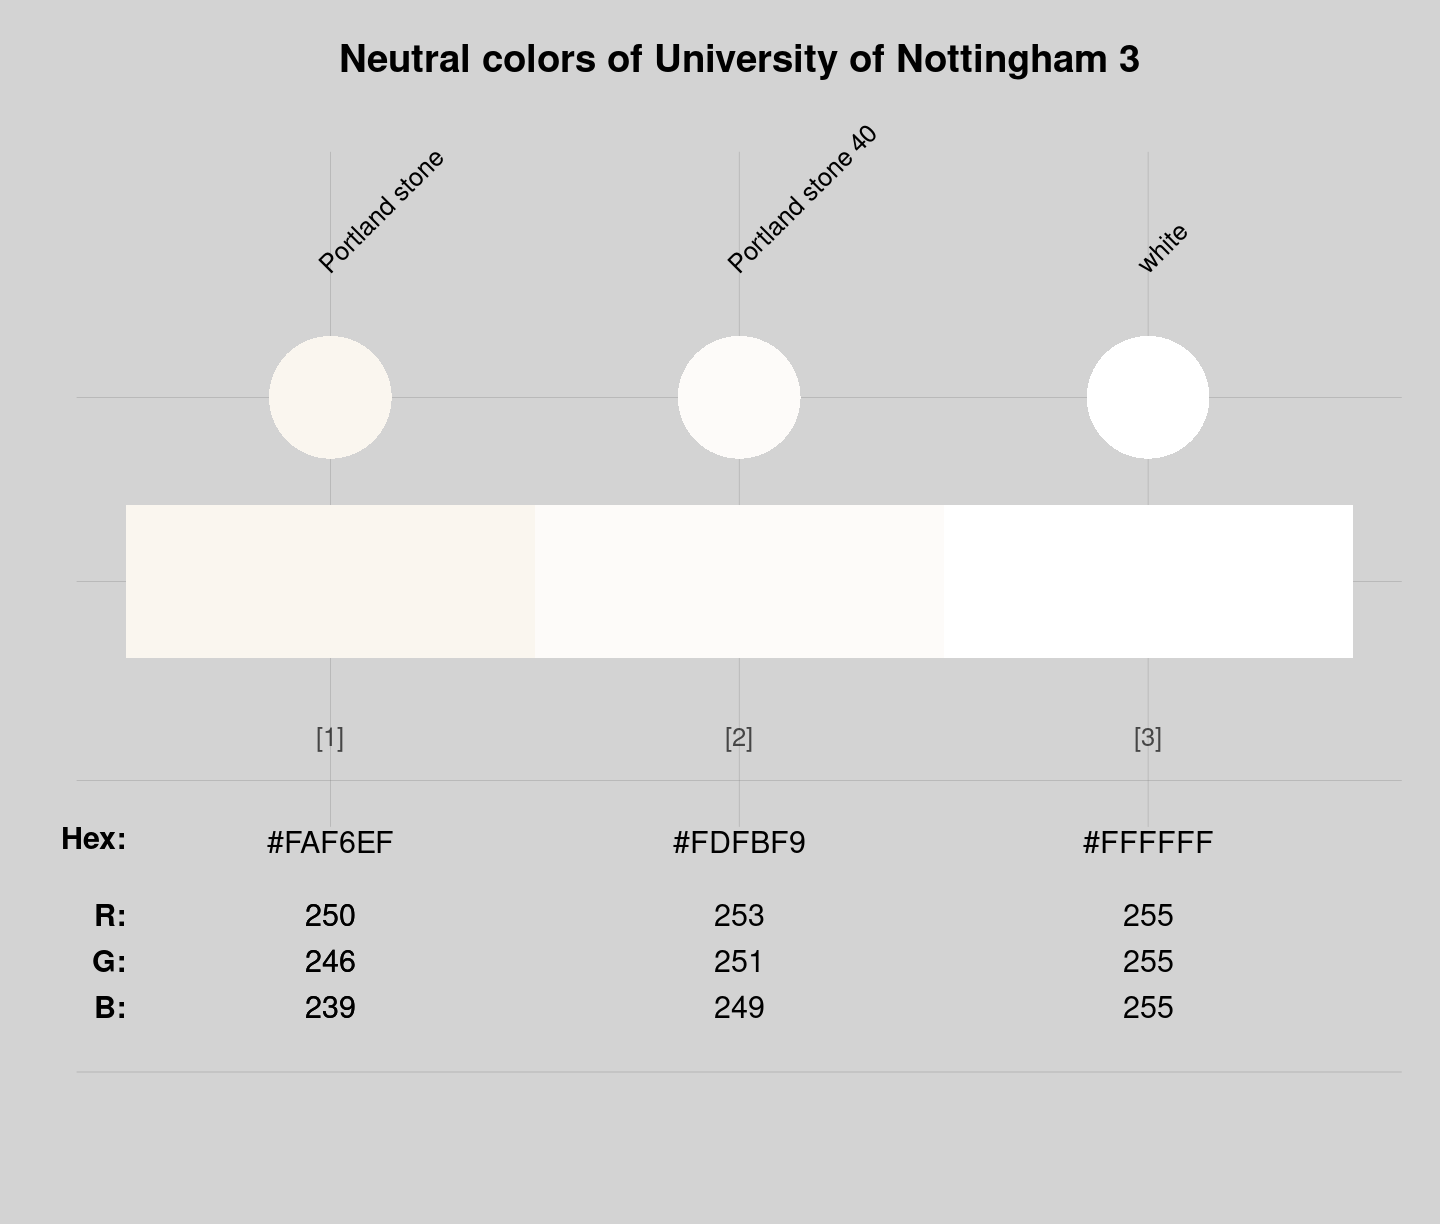 Neutral colors of University of Nottingham 3
Portland stone
Portland stone 40
white
[1] [2] [3]
Hex: #FAF6EF #FDFBF9 #FFFFFF
R: 250 253 255
G: 246 251 255
B: 239 249 255